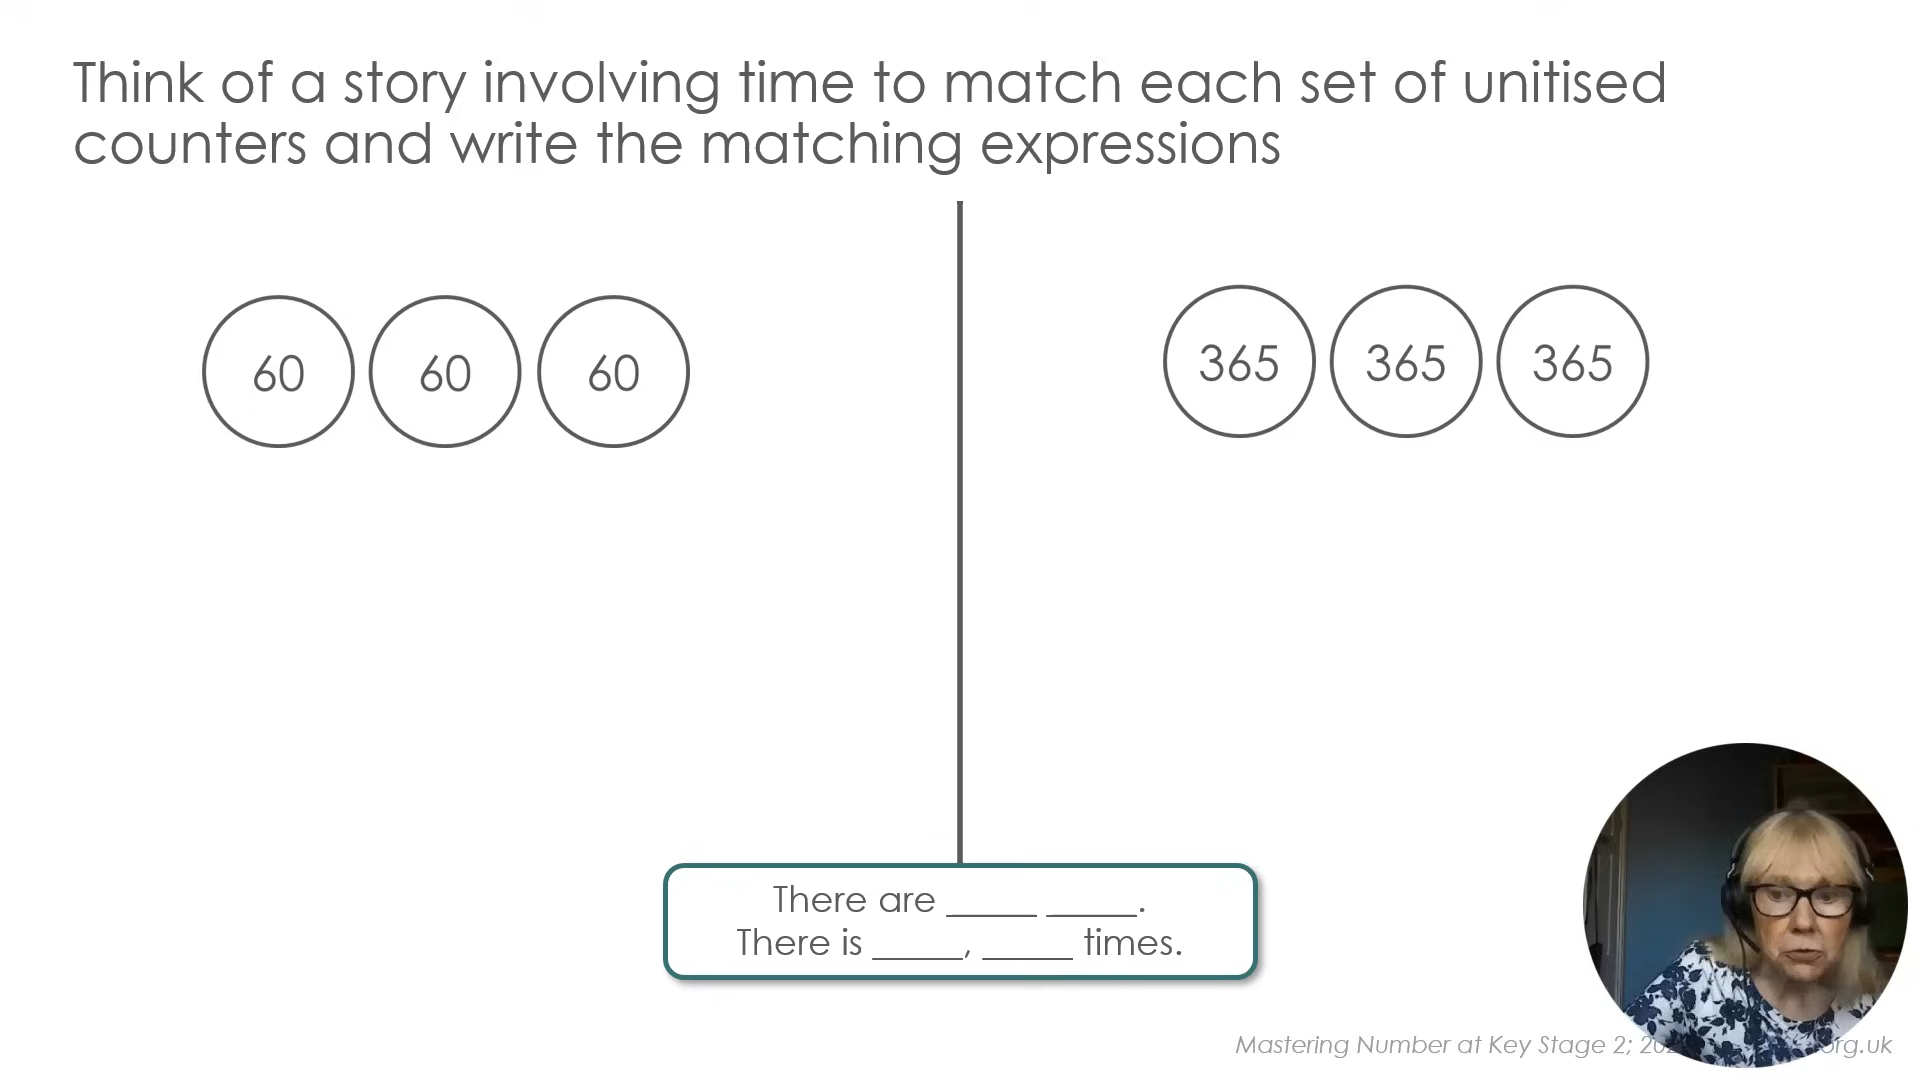 Think of a story involving time to match each set of unitised
counters and write the matching expressions
60 60 60
365 365 365
There are _____ _____.
There is _____, _____ times.
Mastering Number at Key Stage 2; org.uk